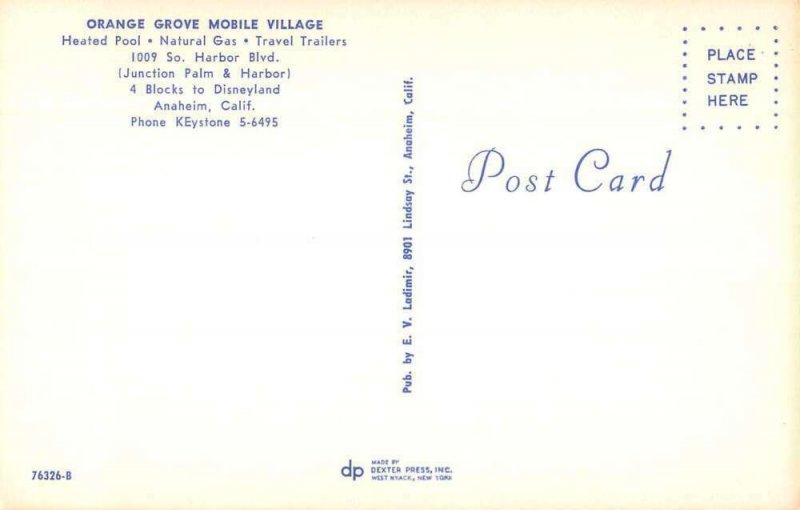 ORANGE GROVE MOBILE VILLAGE
Heated Pool • Natural Gas • Travel Trailers
1009 So. Harbor Blvd.
(Junction Palm & Harbor)
4 Blocks to Disneyland
Anaheim, Calif.
Phone KEystone 5-6495
PLACE
STAMP
HERE
Post Card
Pub. by E. V. Ladimir, 8901 Lindsay St., Anaheim, Calif.
76326-B
dp
MADE BY
DEXTER PRESS, INC.
WEST NYACK, NEW YORK